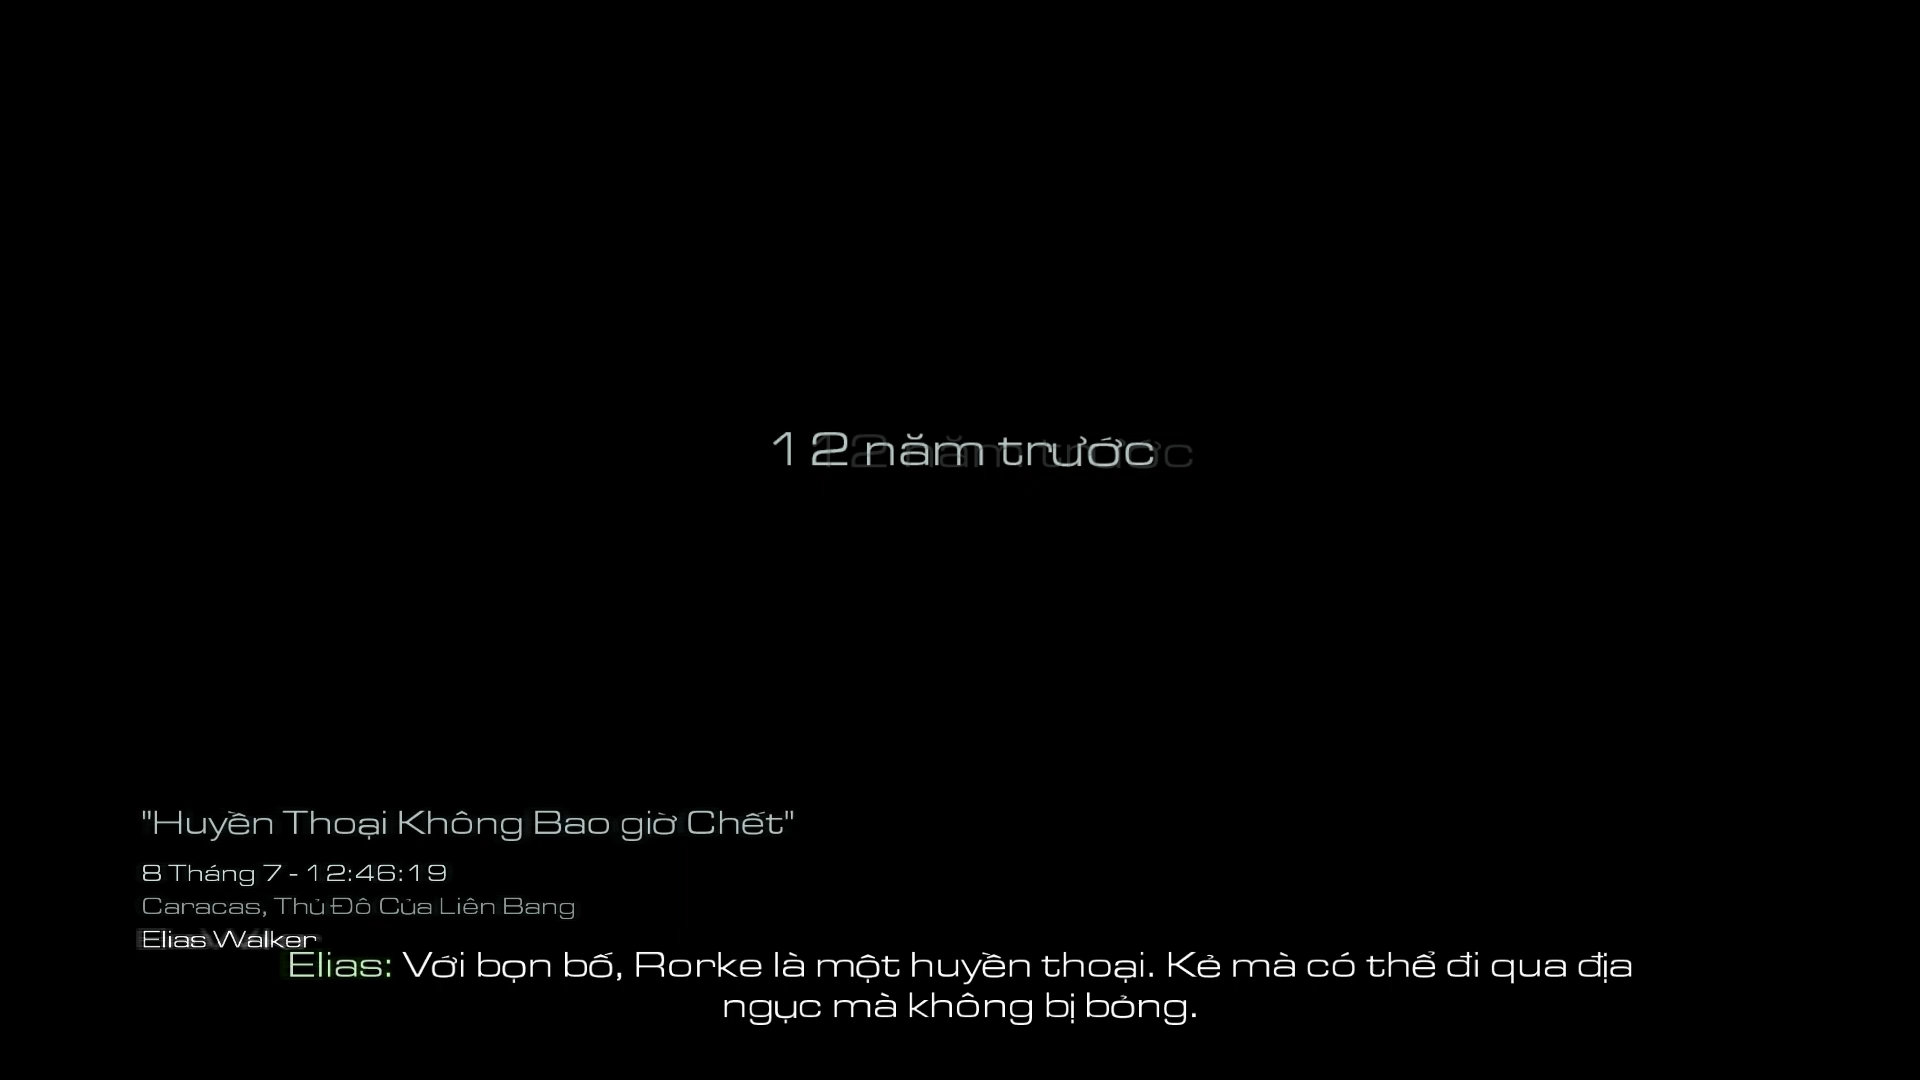 12 năm trước
"Huyền Thoại Không Bao giờ Chết"
8 Tháng 7 - 12:46:19
Caracas, Thủ Đô Của Liên Bang
Elias Walker
Elias: Với bọn bố, Rorke là một huyền thoại. Kẻ mà có thể đi qua địa
ngục mà không bị bỏng.